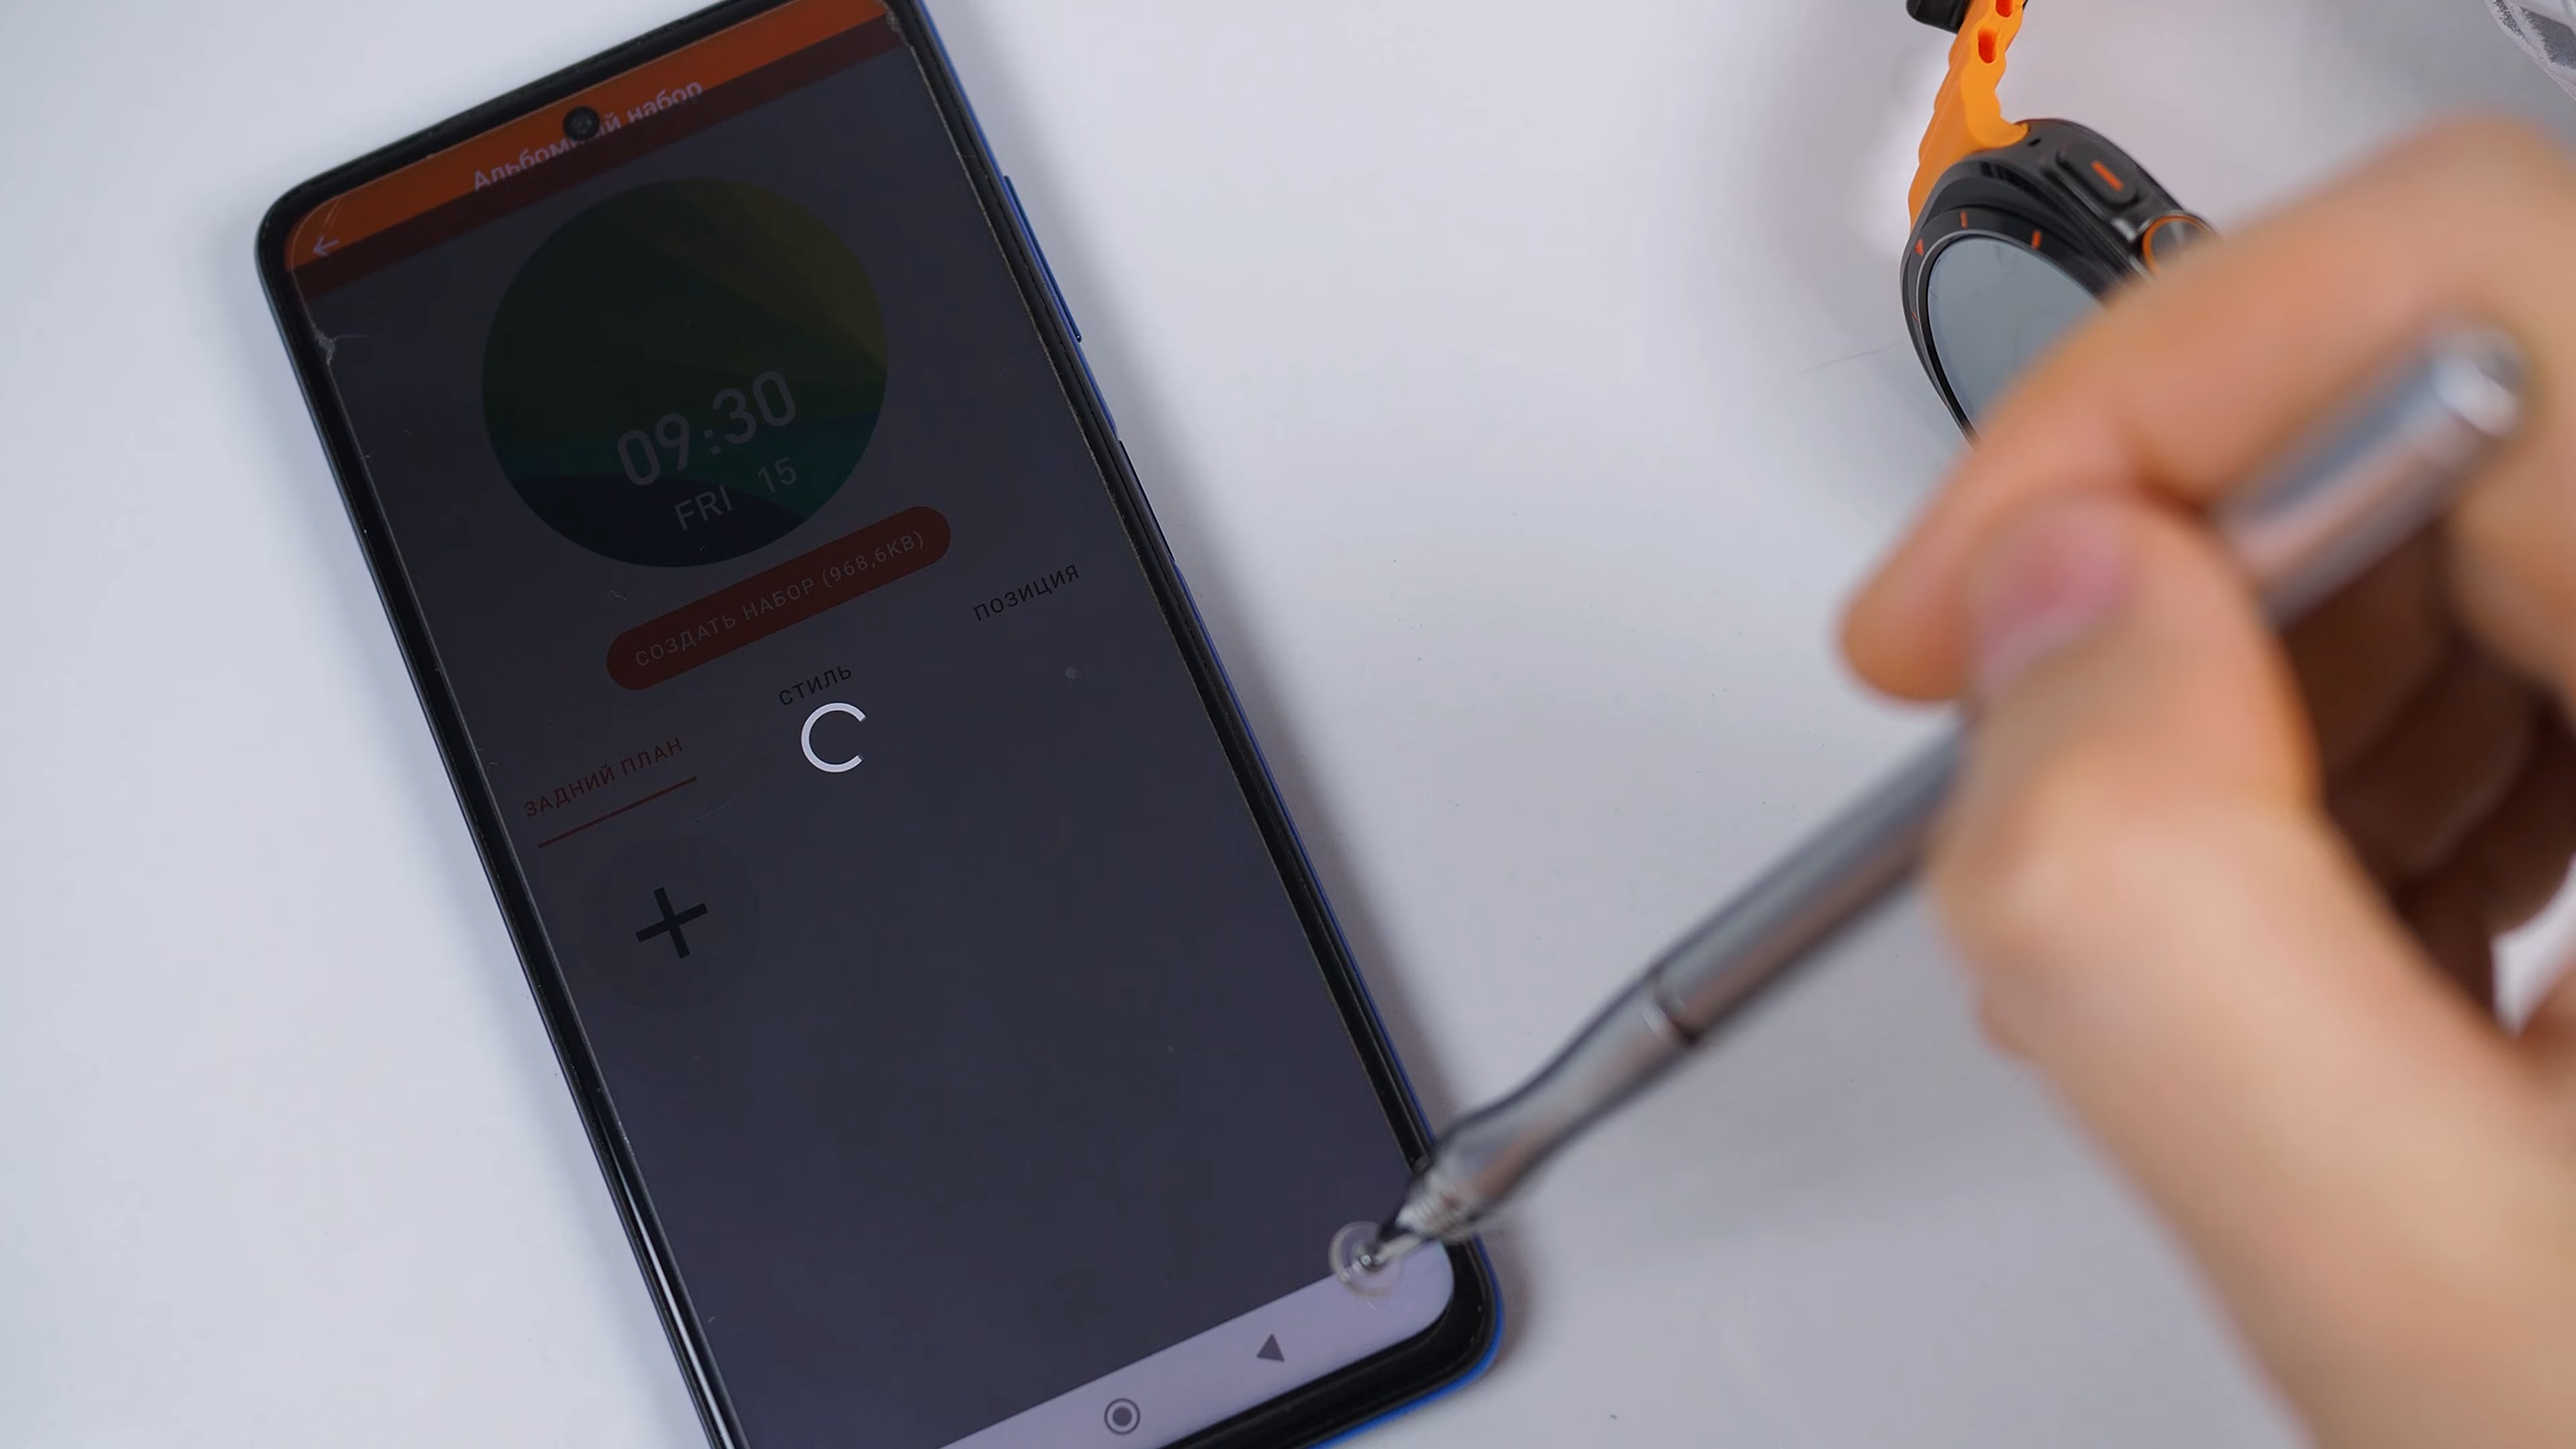 Альбомный набор
09:30
FRI 15
СОЗДАТЬ НАБОР (968,6KB)
ЗАДНИЙ ПЛАН СТИЛЬ ПОЗИЦИЯ